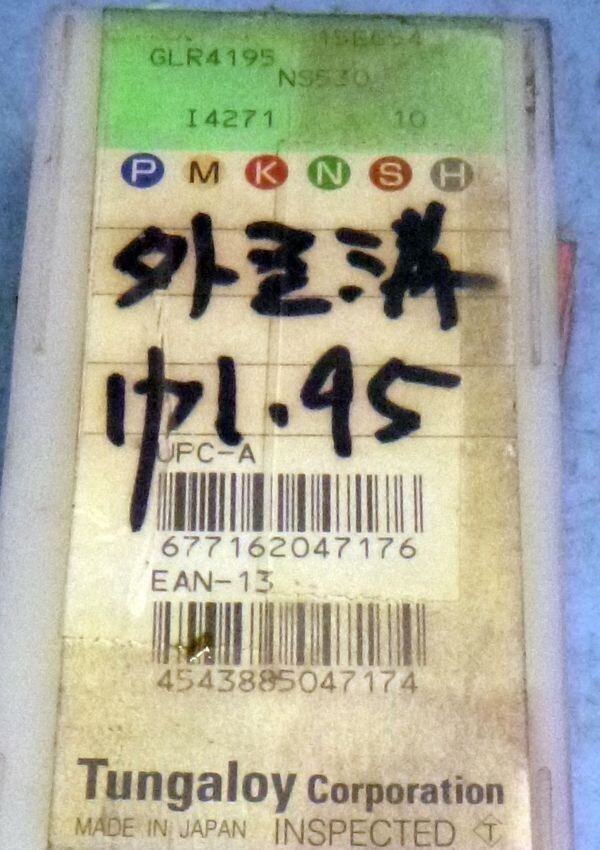 GLR4195
NS530
I4271 10
P M K N S H
外径溝
巾1.95
UPC-A
677162047176
EAN-13
4543885047174
Tungaloy Corporation
MADE IN JAPAN INSPECTED T